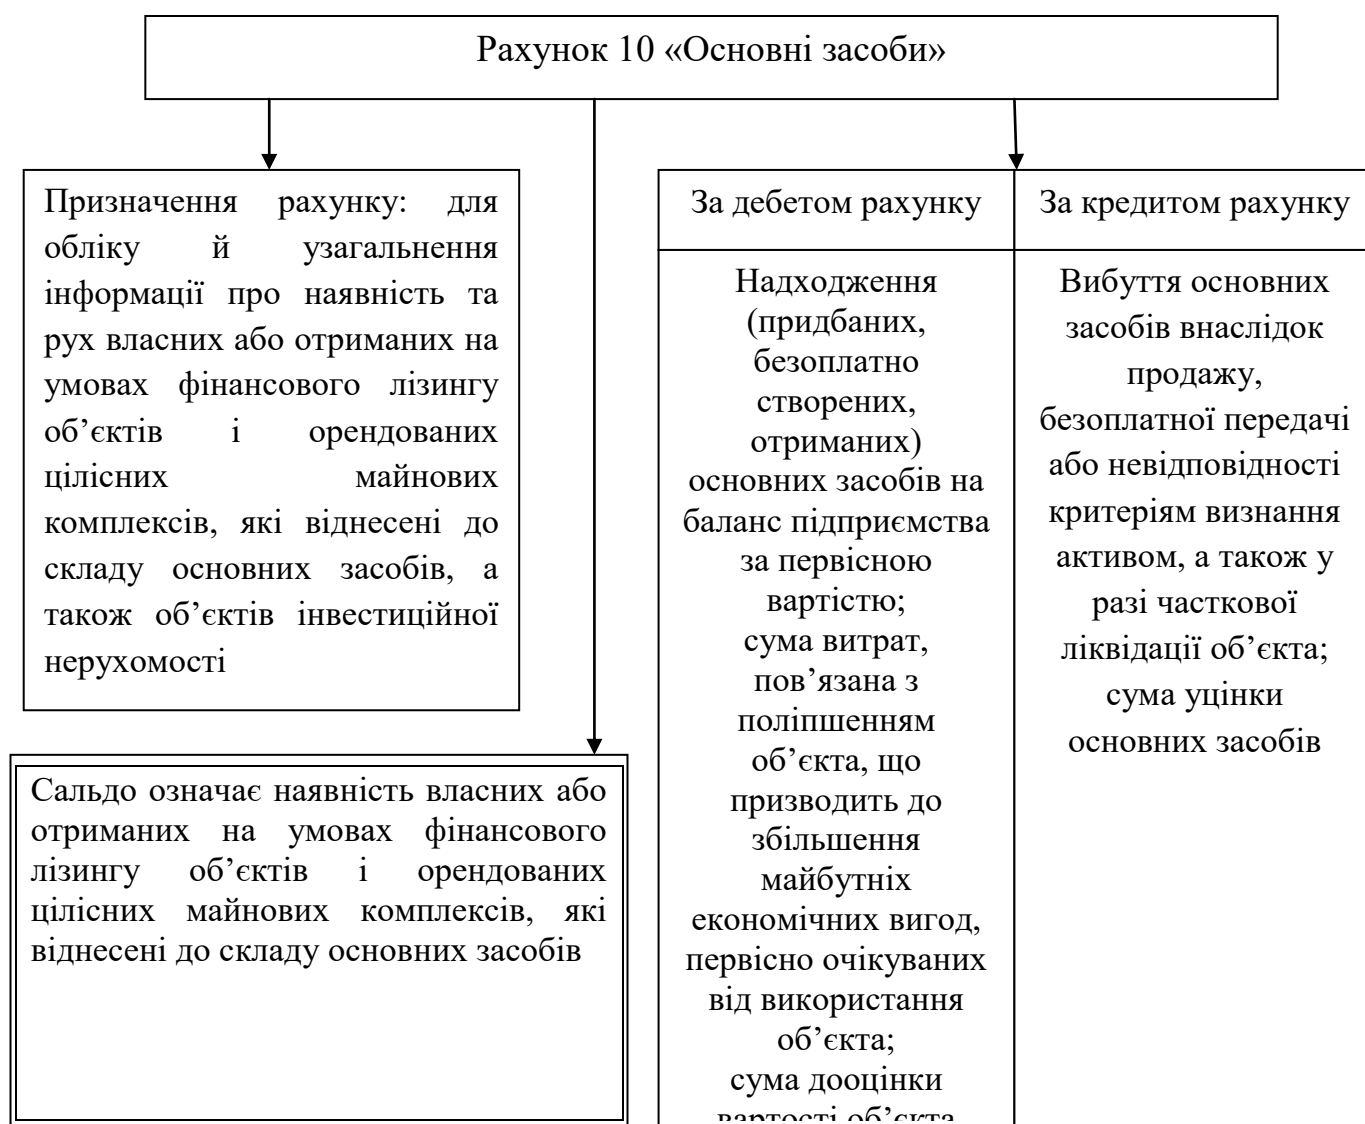 Рахунок 10 «Основні засоби»
Призначення рахунку: для
обліку й узагальнення
інформації про наявність та
рух власних або отриманих на
умовах фінансового лізингу
об’єктів і орендованих
цілісних майнових
комплексів, які віднесені до
складу основних засобів, а
також об’єктів інвестиційної
нерухомості
Сальдо означає наявність власних або
отриманих на умовах фінансового
лізингу об’єктів і орендованих
цілісних майнових комплексів, які
віднесені до складу основних засобів
За дебетом рахунку
Надходження
(придбаних,
безоплатно
створених,
отриманих)
основних засобів на
баланс підприємства
за первісною
вартістю;
сума витрат,
пов’язана з
поліпшенням
об’єкта, що
призводить до
збільшення
майбутніх
економічних вигод,
первісно очікуваних
від використання
об’єкта;
сума дооцінки
вартості об’єкта
За кредитом рахунку
Вибуття основних
засобів внаслідок
продажу,
безоплатної передачі
або невідповідності
критеріям визнання
активом, а також у
разі часткової
ліквідації об’єкта;
сума уцінки
основних засобів